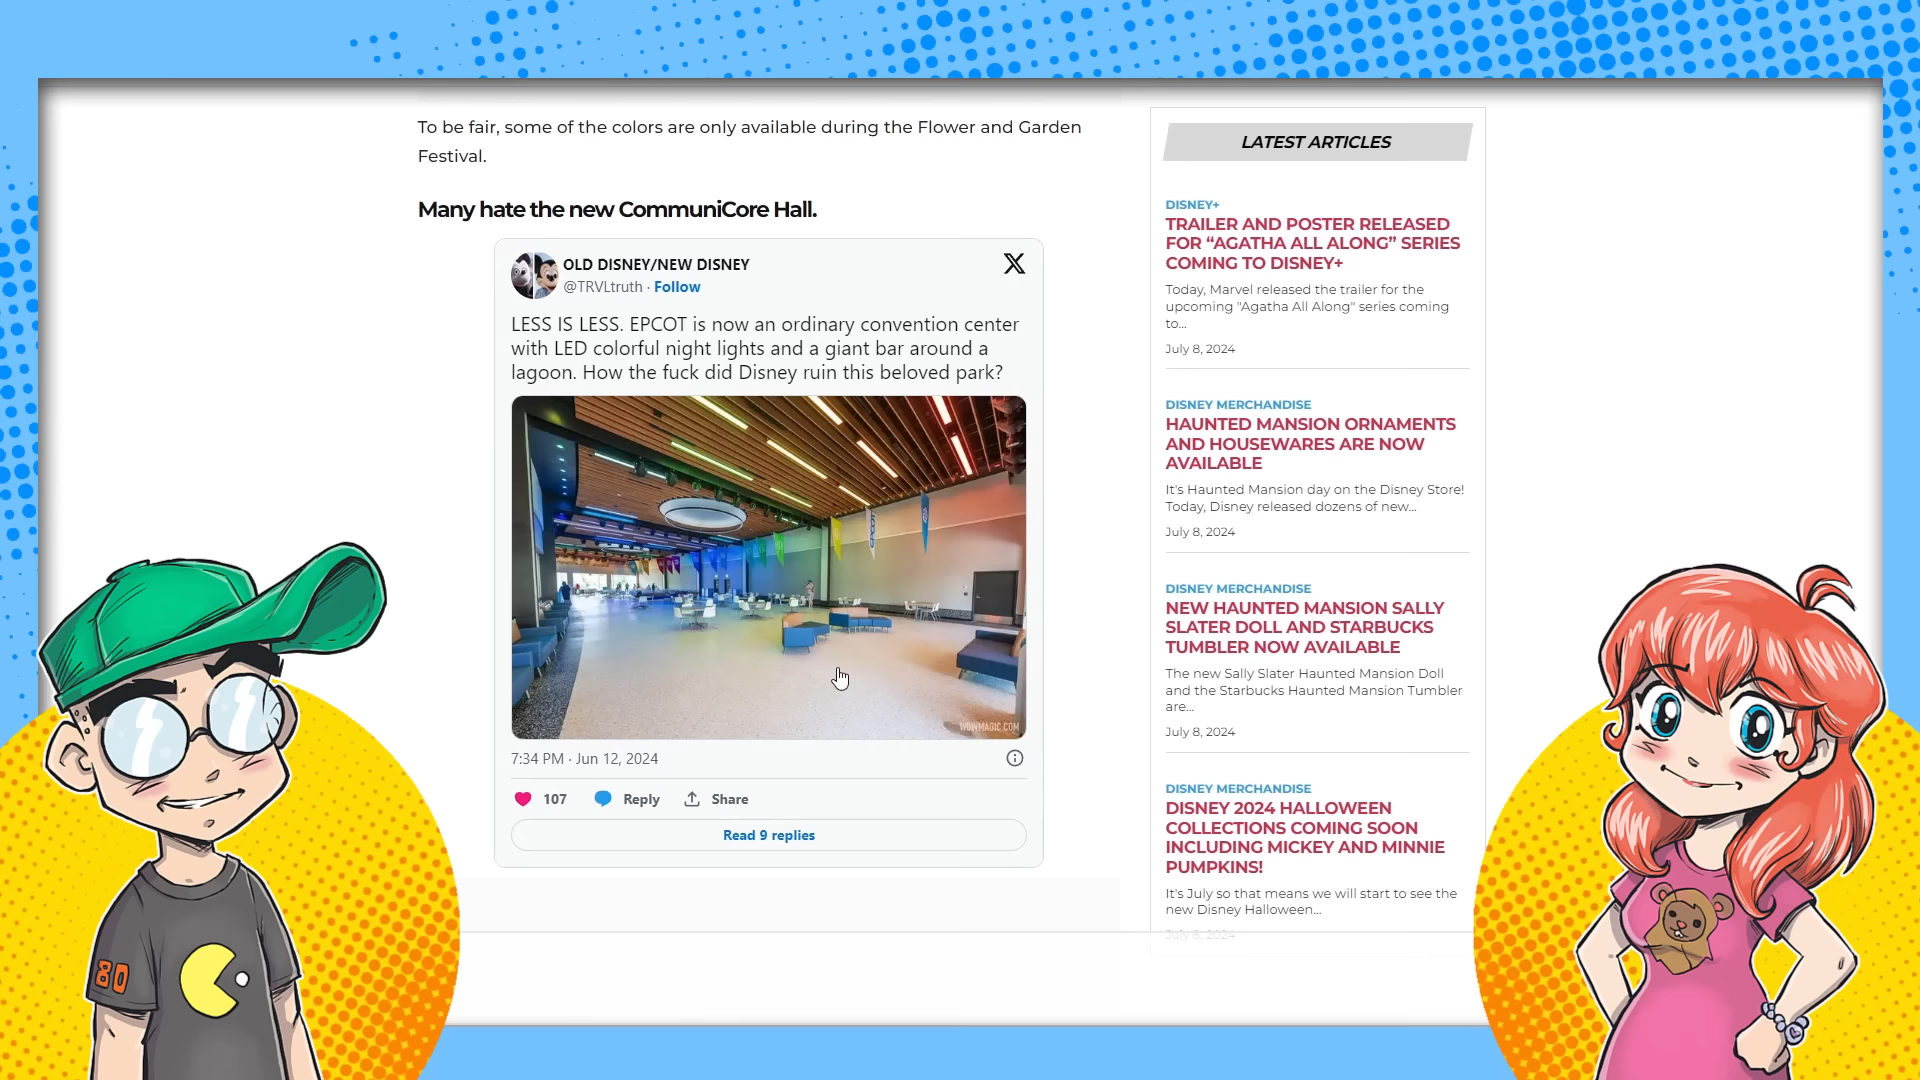 To be fair, some of the colors are only available during the Flower and Garden
Festival.
Many hate the new CommuniCore Hall.
OLD DISNEY/NEW DISNEY
@TRVLtruth · Follow
LESS IS LESS. EPCOT is now an ordinary convention center
with LED colorful night lights and a giant bar around a
lagoon. How the fuck did Disney ruin this beloved park?
WDWMAGIC.COM
7:34 PM · Jun 12, 2024
107 Reply Share
Read 9 replies
LATEST ARTICLES
DISNEY+
TRAILER AND POSTER RELEASED
FOR “AGATHA ALL ALONG” SERIES
COMING TO DISNEY+
Today, Marvel released the trailer for the
upcoming "Agatha All Along" series coming
to...
July 8, 2024
DISNEY MERCHANDISE
HAUNTED MANSION ORNAMENTS
AND HOUSEWARES ARE NOW
AVAILABLE
It's Haunted Mansion day on the Disney Store!
Today, Disney released dozens of new...
July 8, 2024
DISNEY MERCHANDISE
NEW HAUNTED MANSION SALLY
SLATER DOLL AND STARBUCKS
TUMBLER NOW AVAILABLE
The new Sally Slater Haunted Mansion Doll
and the Starbucks Haunted Mansion Tumbler
are...
July 8, 2024
DISNEY MERCHANDISE
DISNEY 2024 HALLOWEEN
COLLECTIONS COMING SOON
INCLUDING MICKEY AND MINNIE
PUMPKINS!
It's July so that means we will start to see the
new Disney Halloween...
July 8, 2024
80